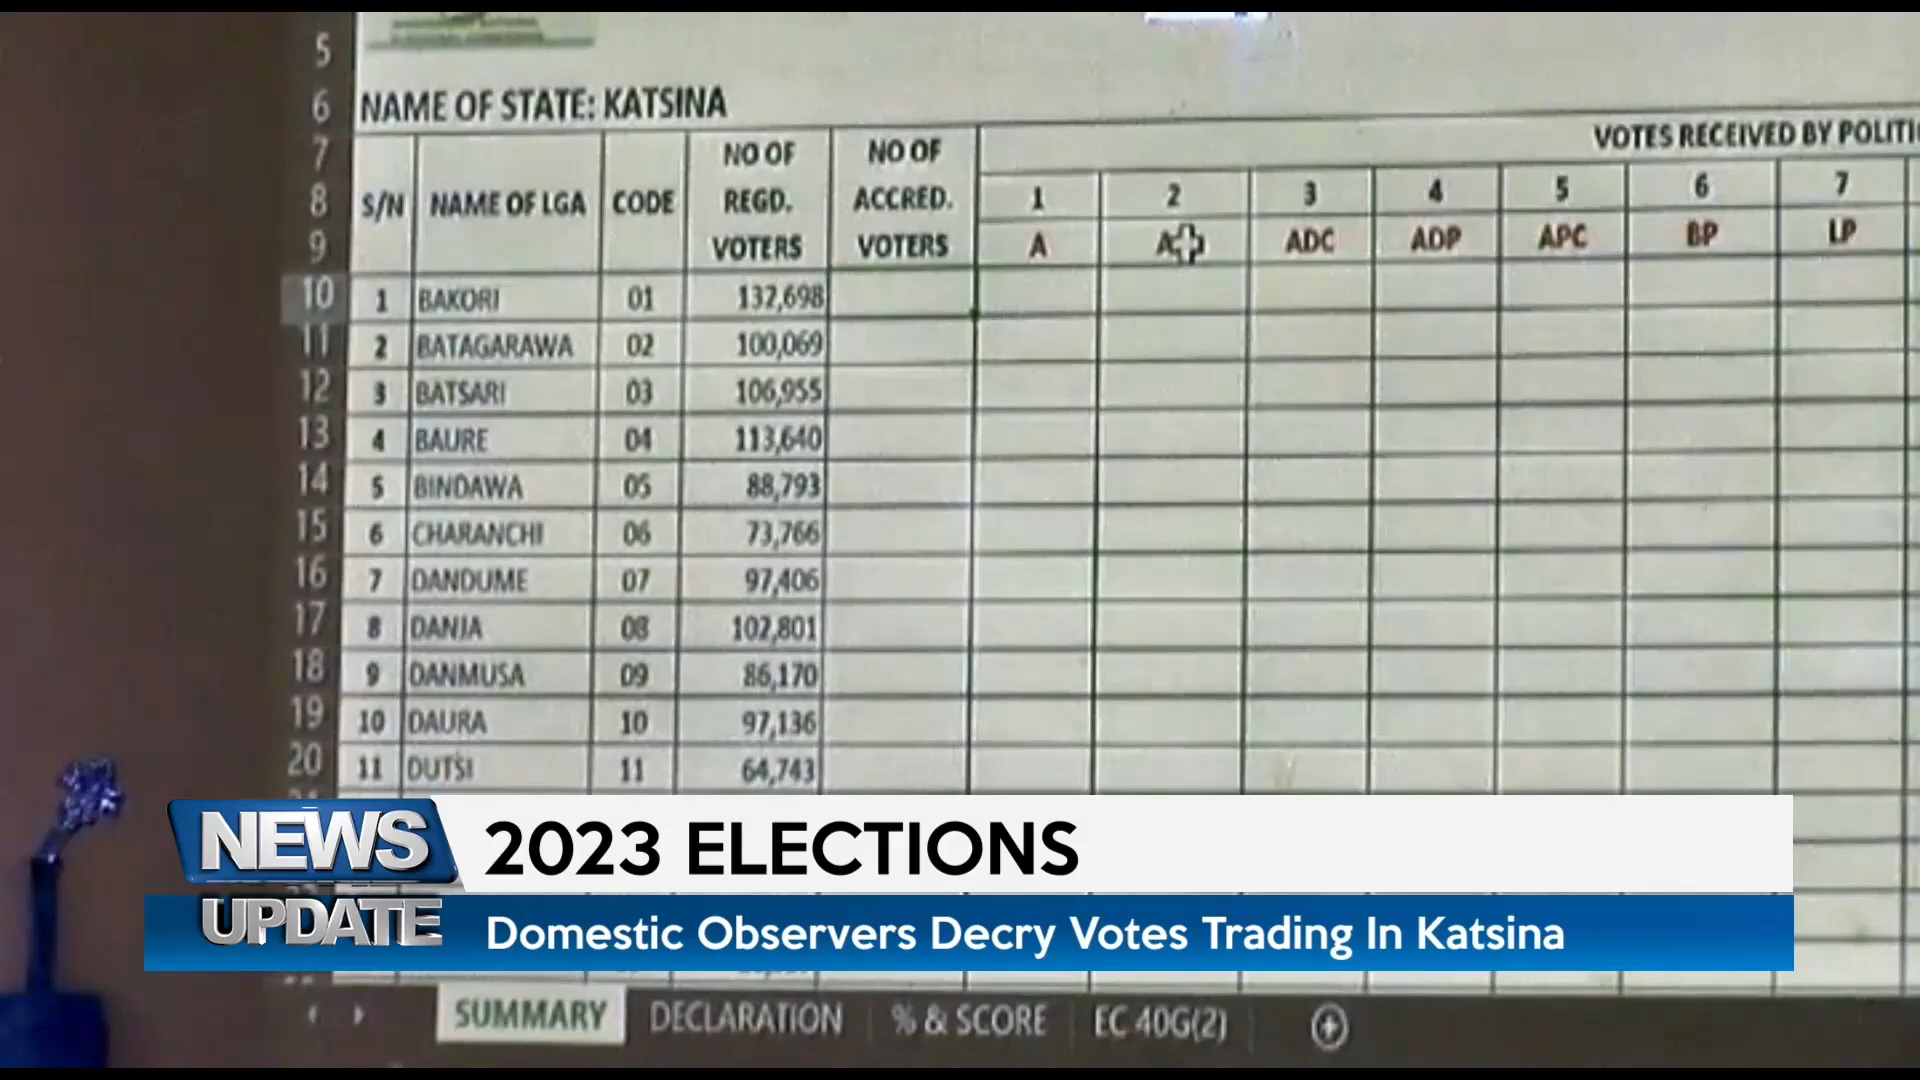 5
6 NAME OF STATE: KATSINA
7 8 9
S/N NAME OF LGA CODE NO OF REGD. VOTERS NO OF ACCRED. VOTERS VOTES RECEIVED BY
1 2 3 4 5 6 7
A ADC ADP APC BP LP
10 1 BAKORI 01 132,698
11 2 BATAGARAWA 02 100,069
12 3 BATSARI 03 106,955
13 4 BAURE 04 113,640
14 5 BINDAWA 05 88,793
15 6 CHARANCHI 06 73,766
16 7 DANDUME 07 97,406
17 8 DANJA 08 102,801
18 9 DANMUSA 09 86,170
19 10 DAURA 10 97,136
20 11 DUTSI 11 64,743
NEWS UPDATE
2023 ELECTIONS
Domestic Observers Decry Votes Trading In Katsina
SUMMARY DECLARATION % & SCORE EC 40G(2)